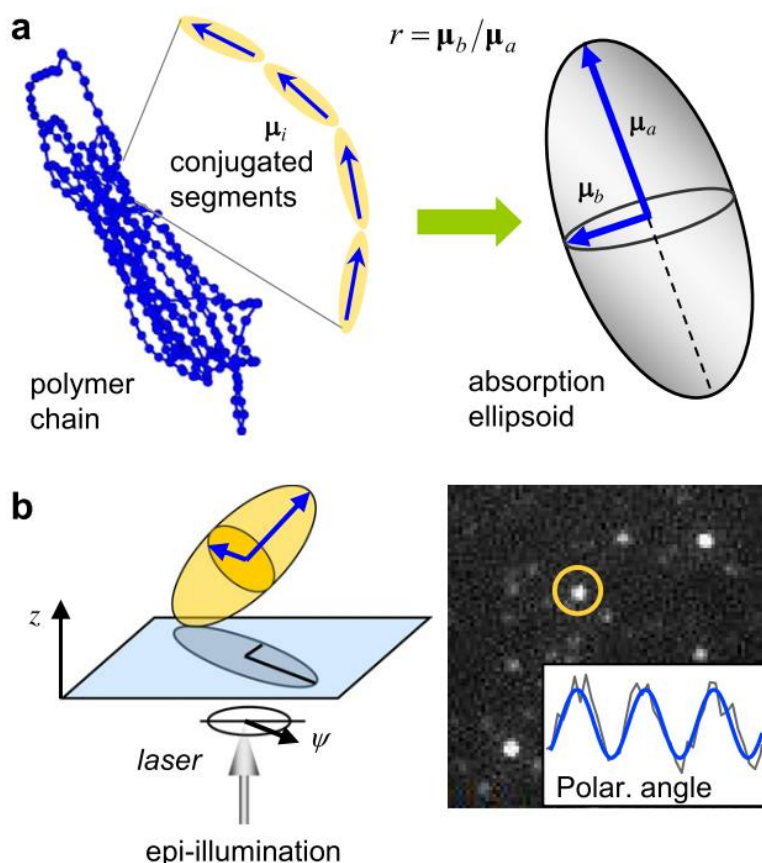 a
r = μb/μa
μi
conjugated
segments
polymer
chain
μa
μb
absorption
ellipsoid
b
z
laser
ψ
epi-illumination
Polar. angle